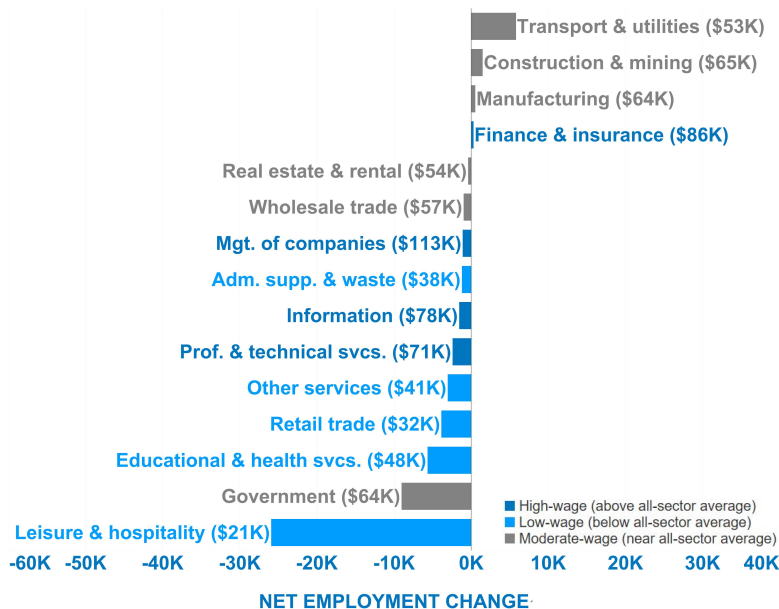 Transport & utilities ($53K)
Construction & mining ($65K)
Manufacturing ($64K)
Finance & insurance ($86K)
Real estate & rental ($54K)
Wholesale trade ($57K)
Mgt. of companies ($113K)
Adm. supp. & waste ($38K)
Information ($78K)
Prof. & technical svcs. ($71K)
Other services ($41K)
Retail trade ($32K)
Educational & health svcs. ($48K)
Government ($64K)
Leisure & hospitality ($21K)
High-wage (above all-sector average)
Low-wage (below all-sector average)
Moderate-wage (near all-sector average)
-60K -50K -40K -30K -20K -10K 0K 10K 20K 30K 40K
NET EMPLOYMENT CHANGE